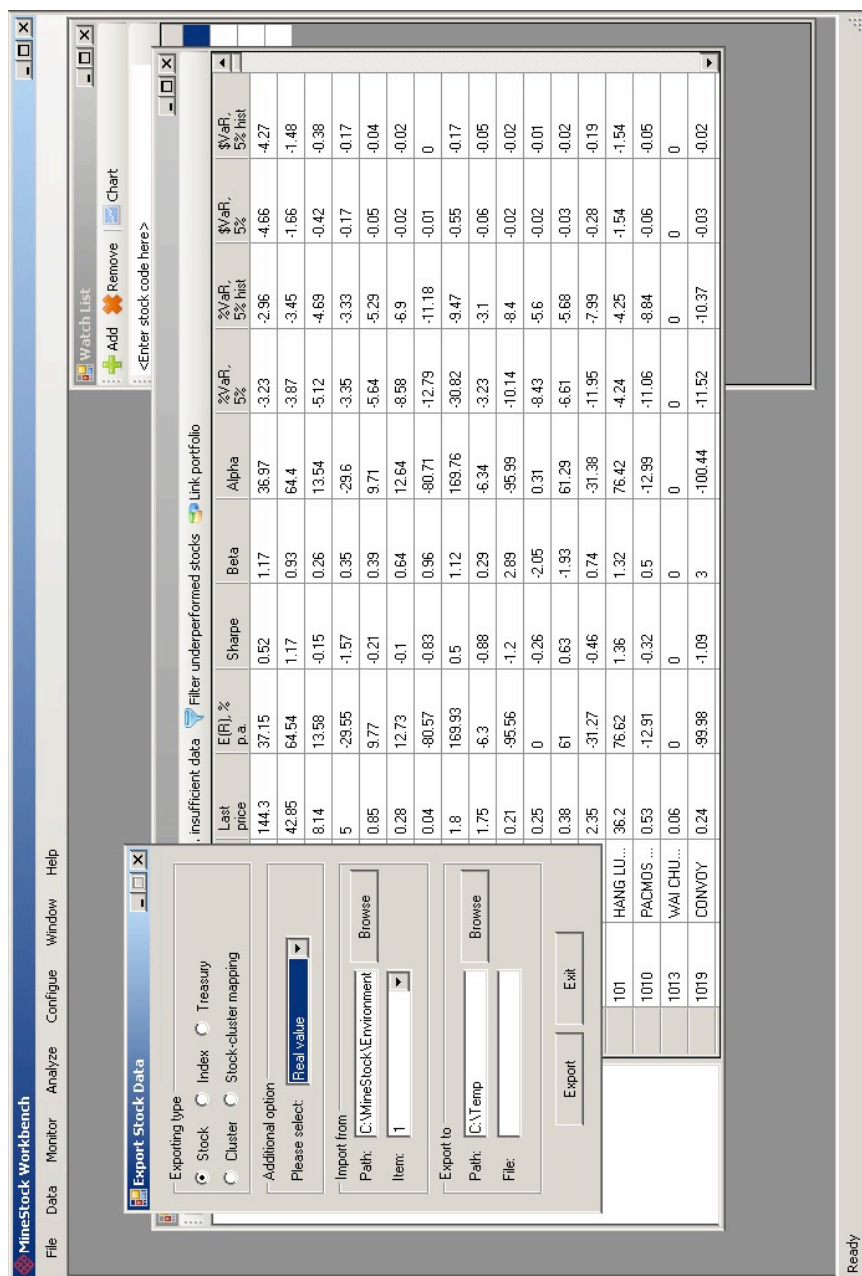 MineStock Workbench
File Data Monitor Analyze Configue Window Help
Watch List
Add Remove Chart
<Enter stock code here>
, insufficient data Filter underperformed stocks Link portfolio
Last price E(R), % p.a. Sharpe Beta Alpha %VaR, 5% %VaR, 5% hist $VaR, 5% $VaR, 5% hist
144.3 37.15 0.52 1.17 36.97 -3.23 -2.96 -4.66 -4.27
42.85 64.54 1.17 0.93 64.4 -3.87 -3.45 -1.66 -1.48
8.14 13.58 -0.15 0.26 13.54 -5.12 -4.69 -0.42 -0.38
5 -29.55 -1.57 0.35 -29.6 -3.35 -3.33 -0.17 -0.17
0.85 9.77 -0.21 0.39 9.71 -5.64 -5.29 -0.05 -0.04
0.28 12.73 -0.1 0.64 12.64 -8.58 -6.9 -0.02 -0.02
0.04 -80.57 -0.83 0.96 -80.71 -12.79 -11.18 -0.01 0
1.8 169.93 0.5 1.12 169.76 -30.82 -9.47 -0.55 -0.17
1.75 -6.3 -0.88 0.29 -6.34 -3.23 -3.1 -0.06 -0.05
0.21 -95.56 -1.2 2.89 -95.99 -10.14 -8.4 -0.02 -0.02
0.25 0 -0.26 -2.05 0.31 -8.43 -5.6 -0.02 -0.01
0.38 61 0.63 -1.93 61.29 -6.61 -5.68 -0.03 -0.02
2.35 -31.27 -0.46 0.74 -31.38 -11.95 -7.99 -0.28 -0.19
101 HANG LU... 36.2 76.62 1.36 1.32 76.42 -4.24 -4.25 -1.54 -1.54
1010 PACMOS ... 0.53 -12.91 -0.32 0.5 -12.99 -11.06 -8.84 -0.06 -0.05
1013 WAI CHU... 0.06 0 0 0 0 0 0 0 0
1019 CONVOY 0.24 -99.98 -1.09 3 -100.44 -11.52 -10.37 -0.03 -0.02
Export Stock Data
Exporting type
Stock Index Treasury
Cluster Stock-cluster mapping
Additional option
Please select: Real value
Import from
Path: C:\MineStock\Environment Browse
Item: 1
Export to
Path: C:\Temp Browse
File:
Export Exit
Ready